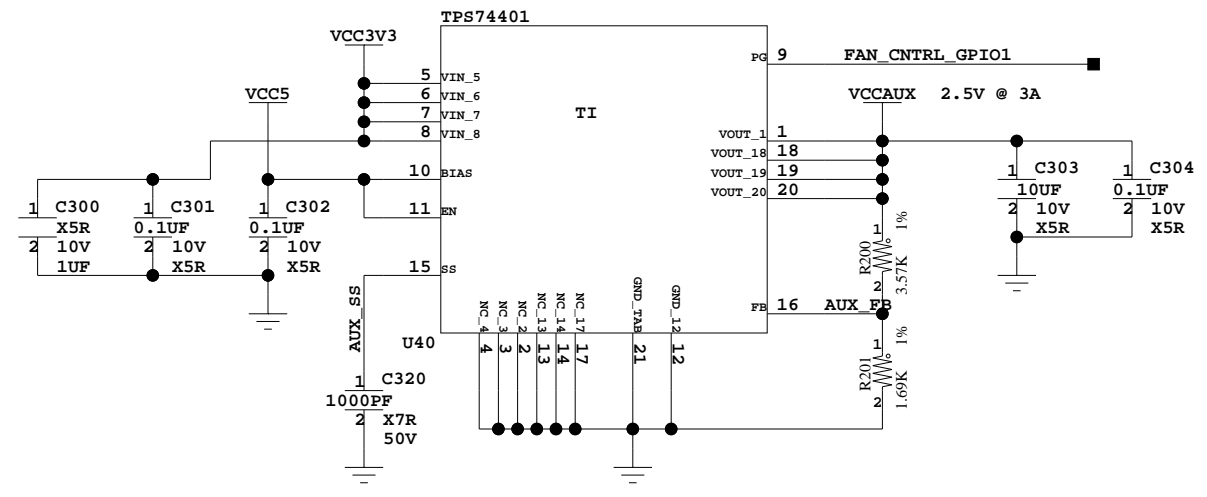 TPS74401
VCC3V3
VCC5
5 VIN_5
6 VIN_6
7 VIN_7
8 VIN_8
10 BIAS
11 EN
15 SS
TI
PG 9 FAN_CNTRL_GPIO1
VCCAUX 2.5V @ 3A
VOUT_1 1
VOUT_18 18
VOUT_19 19
VOUT_20 20
FB 16 AUX_FB
1 C300
X5R
2 10V
1UF
1 C301
0.1UF
2 10V
X5R
1 C302
0.1UF
2 10V
X5R
1 C303
10UF
2 10V
X5R
1 C304
0.1UF
2 10V
X5R
1 1%
R200
2 3.57K
1 1%
R201
2 1.69K
AUX_SS
U40
1 C320
1000PF
2 X7R
50V
NC_4 4
NC_3 3
NC_2 2
NC_13 13
NC_14 14
NC_17 17
GND_TAB 21
GND_12 12